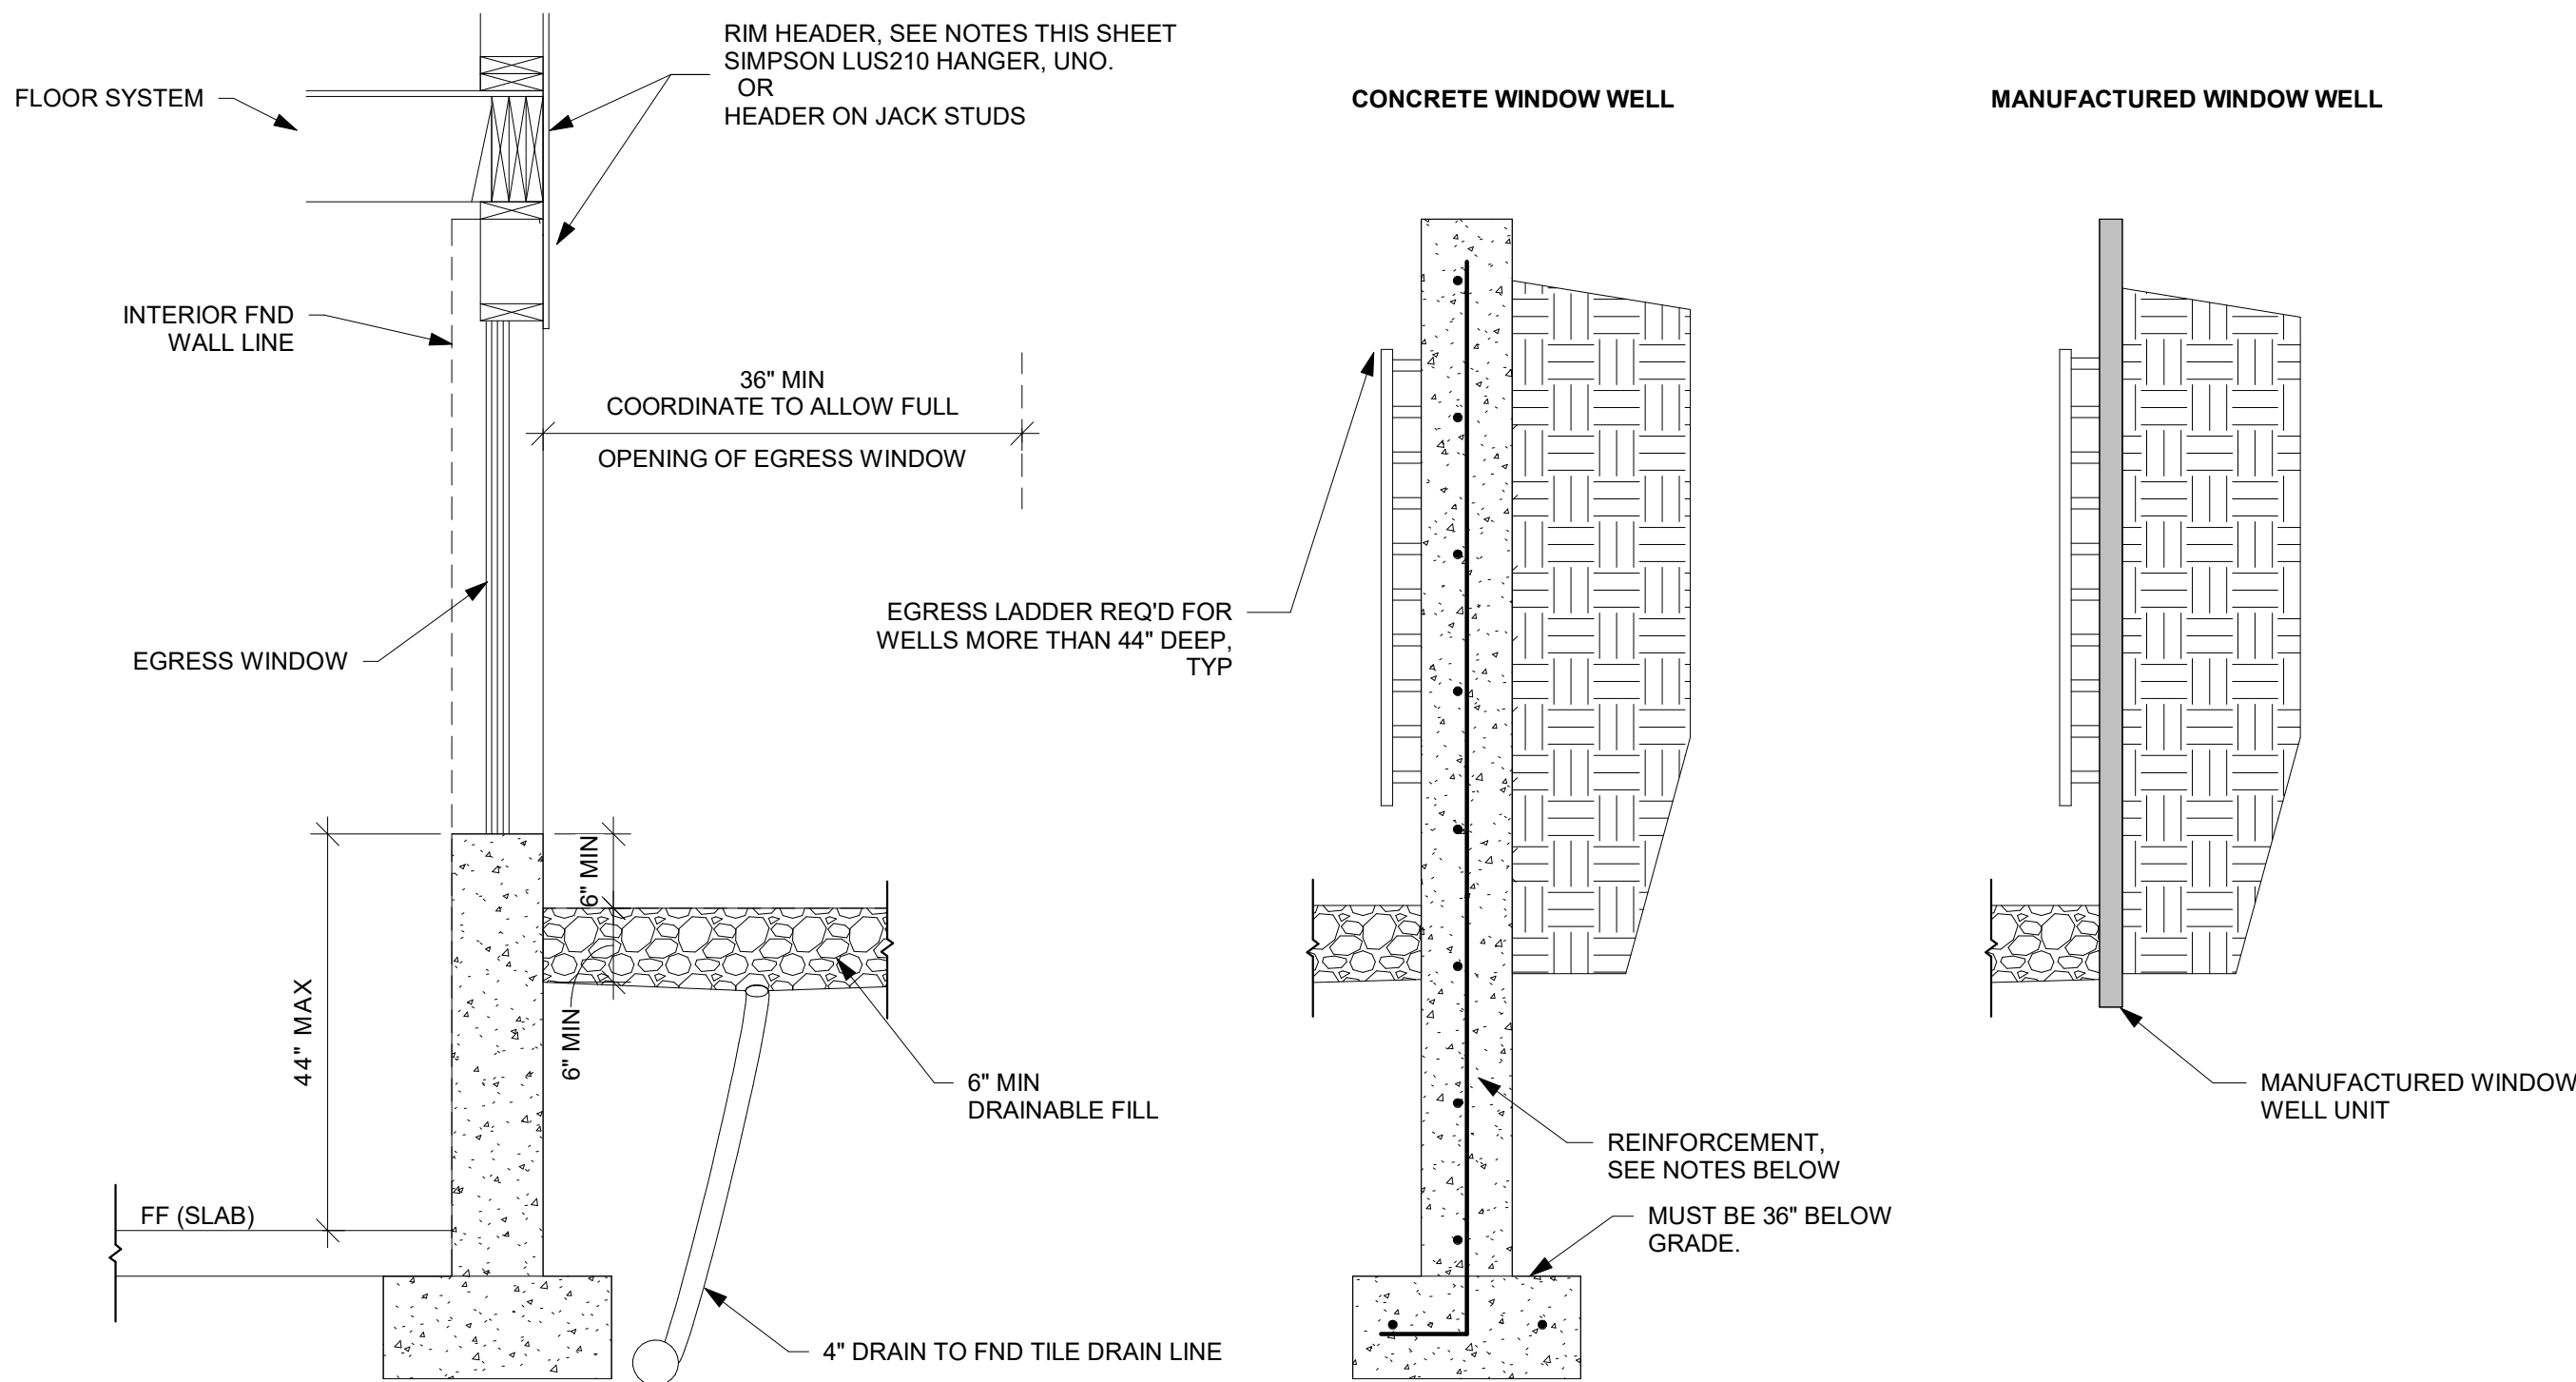 RIM HEADER, SEE NOTES THIS SHEET
SIMPSON LUS210 HANGER, UNO.
OR
HEADER ON JACK STUDS
FLOOR SYSTEM
CONCRETE WINDOW WELL
MANUFACTURED WINDOW WELL
INTERIOR FND
WALL LINE
36" MIN
COORDINATE TO ALLOW FULL
OPENING OF EGRESS WINDOW
EGRESS WINDOW
EGRESS LADDER REQ'D FOR
WELLS MORE THAN 44" DEEP,
TYP
6" MIN
44" MAX
6" MIN
6" MIN
DRAINABLE FILL
MANUFACTURED WINDOW
WELL UNIT
REINFORCEMENT,
SEE NOTES BELOW
FF (SLAB)
MUST BE 36" BELOW
GRADE.
4" DRAIN TO FND TILE DRAIN LINE